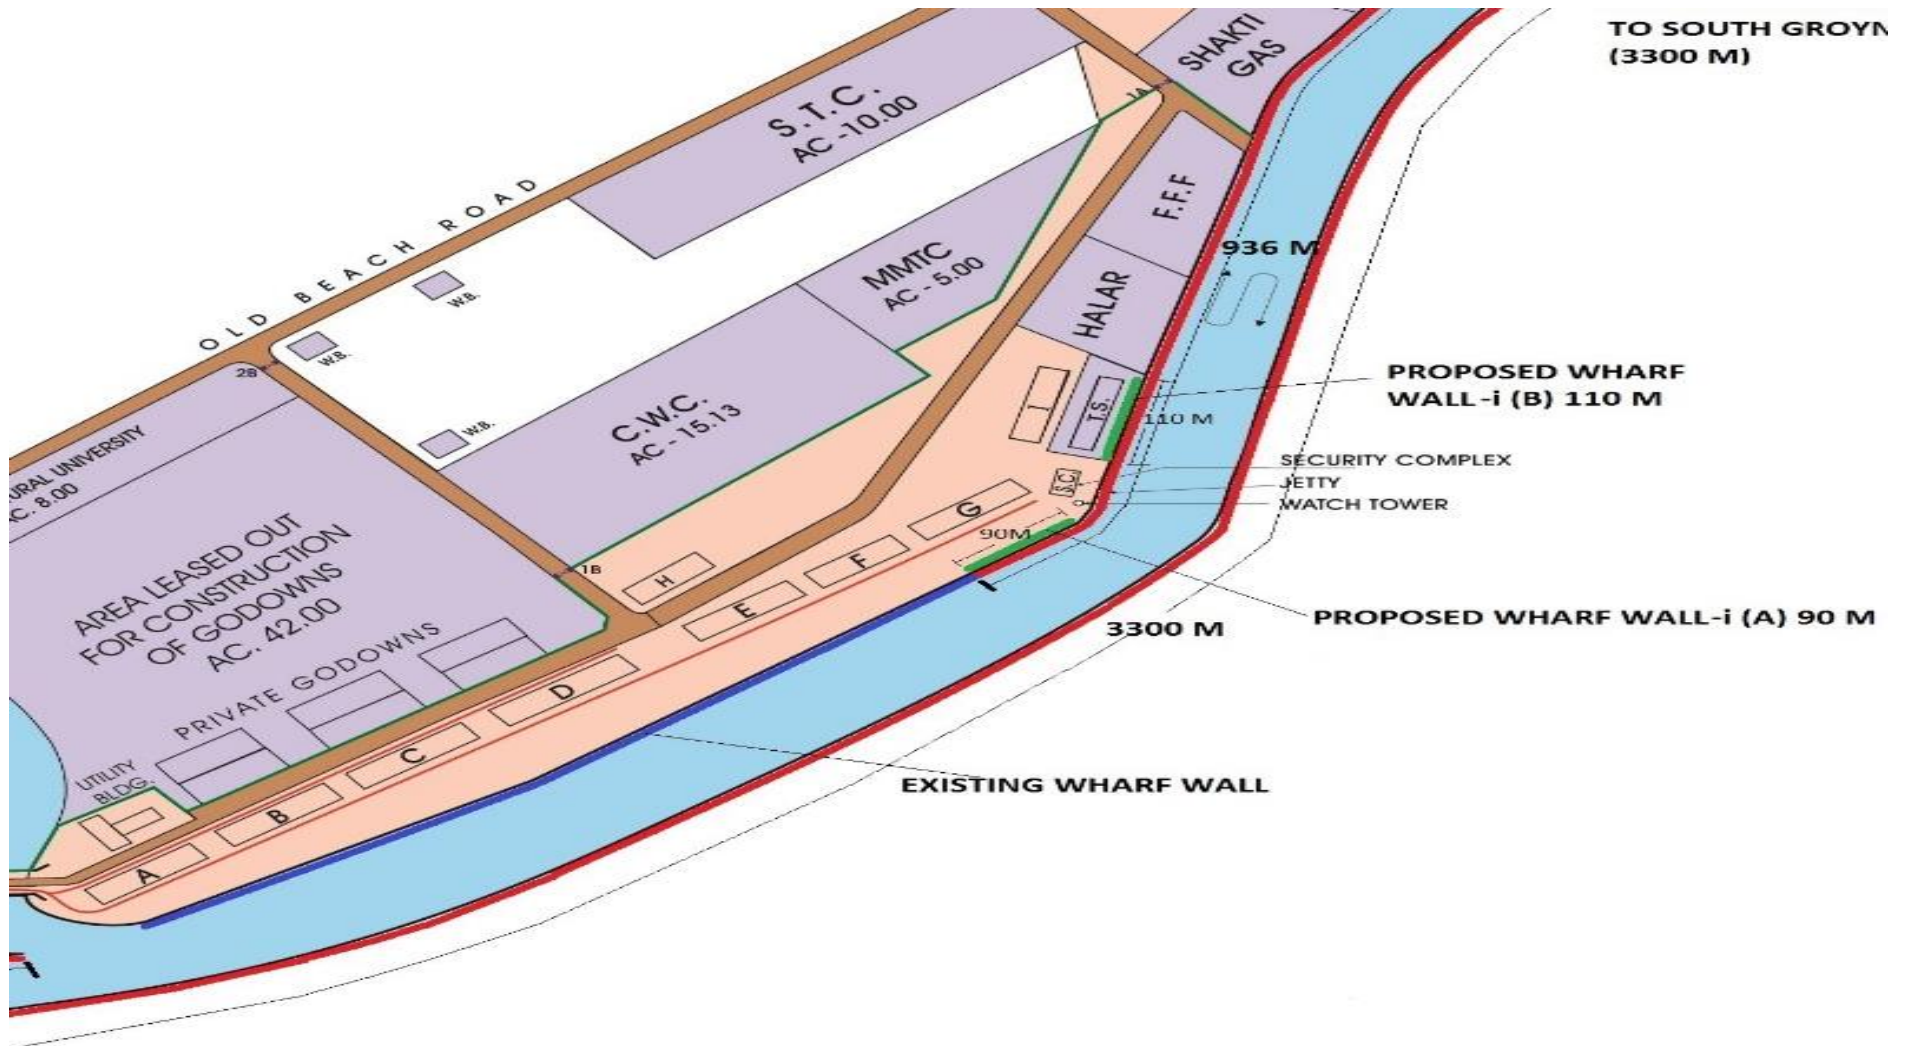 TO SOUTH GROYN
(3300 M)
SHAKTI
GAS
S.T.C.
AC -10.00
1A
F.F.F
OLD BEACH ROAD
MMTC
AC - 5.00
936 M
HALAR
W.B.
W.B.
2B
PROPOSED WHARF
WALL-i (B) 110 M
I
T.S.
110 M
C.W.C.
AC - 15.13
W.B.
URAL UNIVERSITY
AC. 8.00
SECURITY COMPLEX
JETTY
WATCH TOWER
S.C.
G
90M
F
AREA LEASED OUT
FOR CONSTRUCTION
OF GODOWNS
AC. 42.00
1B
H
E
PROPOSED WHARF WALL-i (A) 90 M
3300 M
PRIVATE GODOWNS
D
C
UTILITY
BLDG.
EXISTING WHARF WALL
B
A